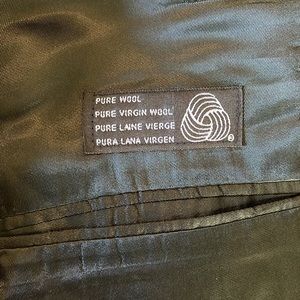 PURE WOOL
PURE VIRGIN WOOL
PURE LAINE VIERGE
PURA LANA VIRGEN